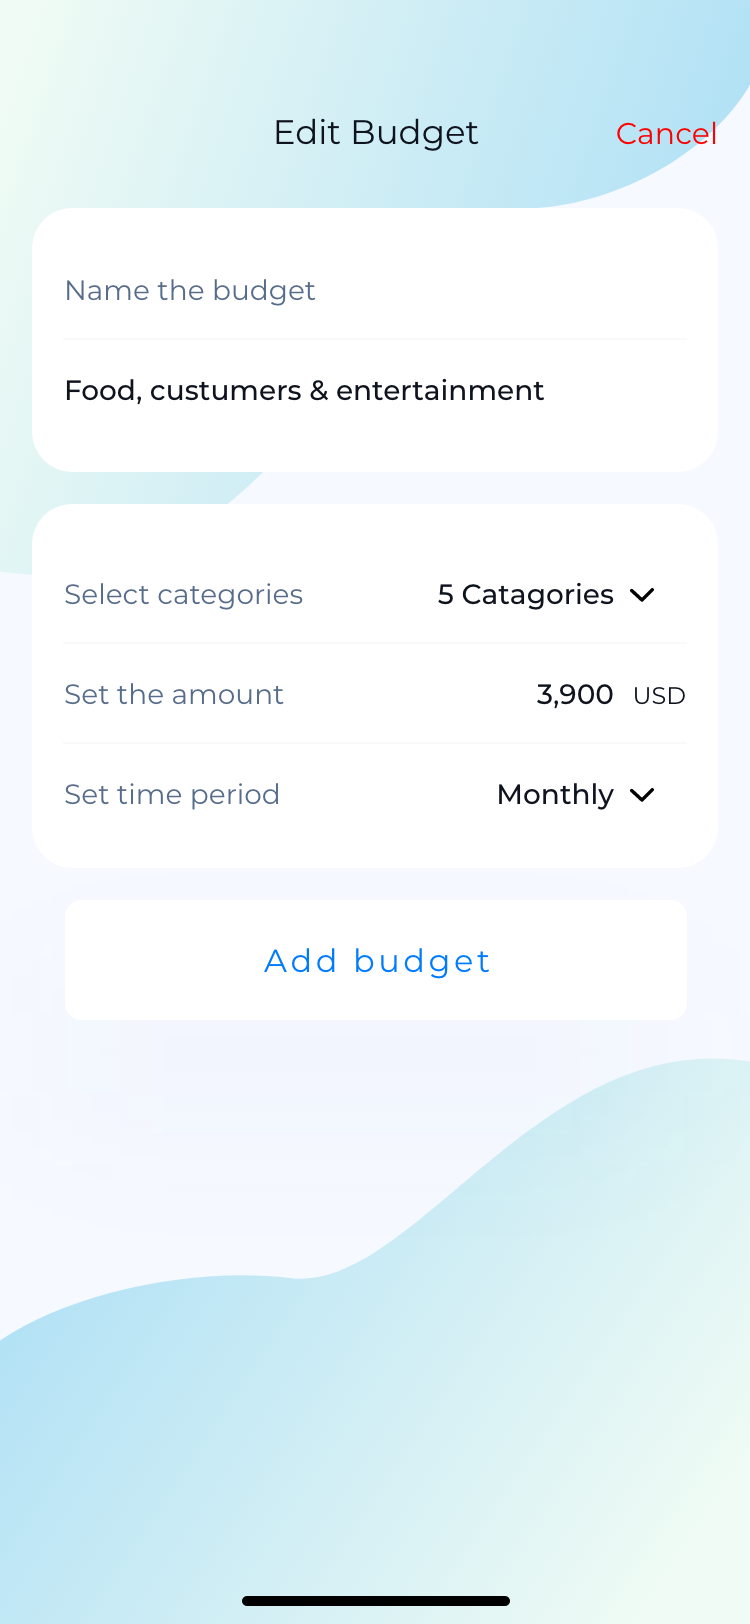 Edit Budget Cancel
Name the budget
Food, custumers & entertainment
Select categories 5 Catagories
Set the amount 3,900 USD
Set time period Monthly
Add budget